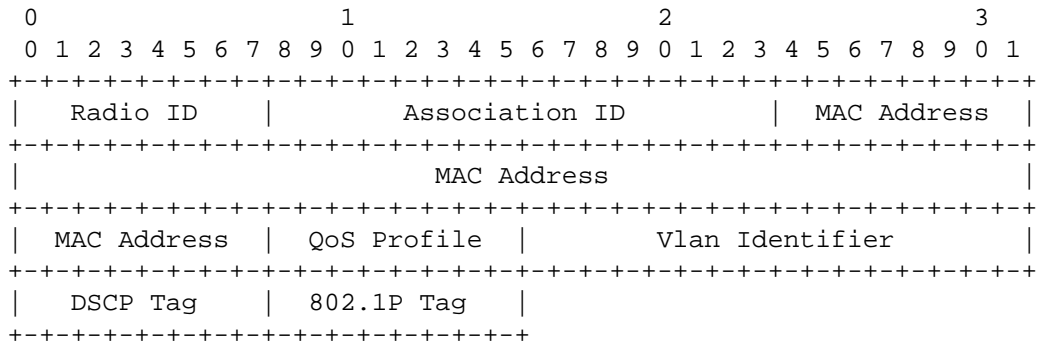 0                   1                   2                   3
 0 1 2 3 4 5 6 7 8 9 0 1 2 3 4 5 6 7 8 9 0 1 2 3 4 5 6 7 8 9 0 1
+-+-+-+-+-+-+-+-+-+-+-+-+-+-+-+-+-+-+-+-+-+-+-+-+-+-+-+-+-+-+-+-+
|   Radio ID    |        Association ID         |  MAC Address  |
+-+-+-+-+-+-+-+-+-+-+-+-+-+-+-+-+-+-+-+-+-+-+-+-+-+-+-+-+-+-+-+-+
|                          MAC Address                          |
+-+-+-+-+-+-+-+-+-+-+-+-+-+-+-+-+-+-+-+-+-+-+-+-+-+-+-+-+-+-+-+-+
|  MAC Address  |  QoS Profile  |        Vlan Identifier        |
+-+-+-+-+-+-+-+-+-+-+-+-+-+-+-+-+-+-+-+-+-+-+-+-+-+-+-+-+-+-+-+-+
|   DSCP Tag    |  802.1P Tag   |
+-+-+-+-+-+-+-+-+-+-+-+-+-+-+-+-+